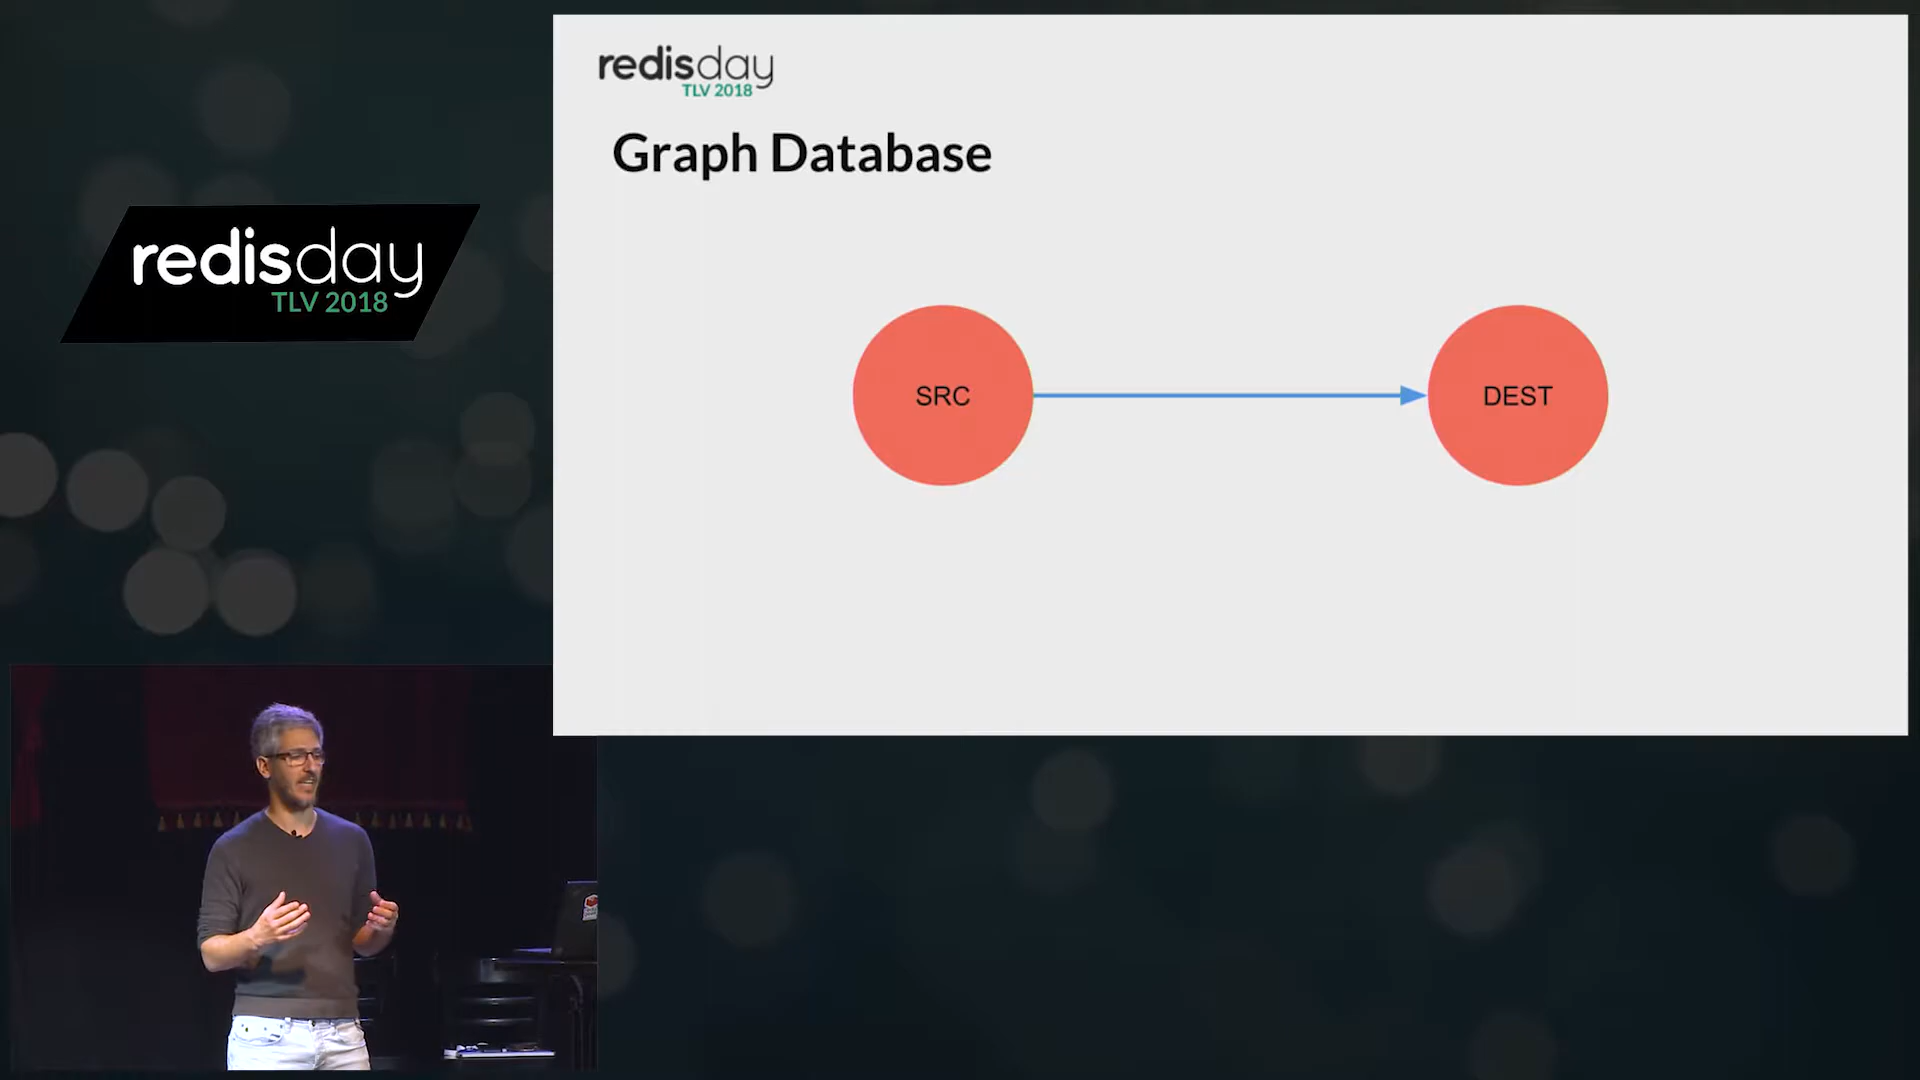 redisday
TLV 2018
Graph Database
redisday
TLV 2018
SRC
DEST